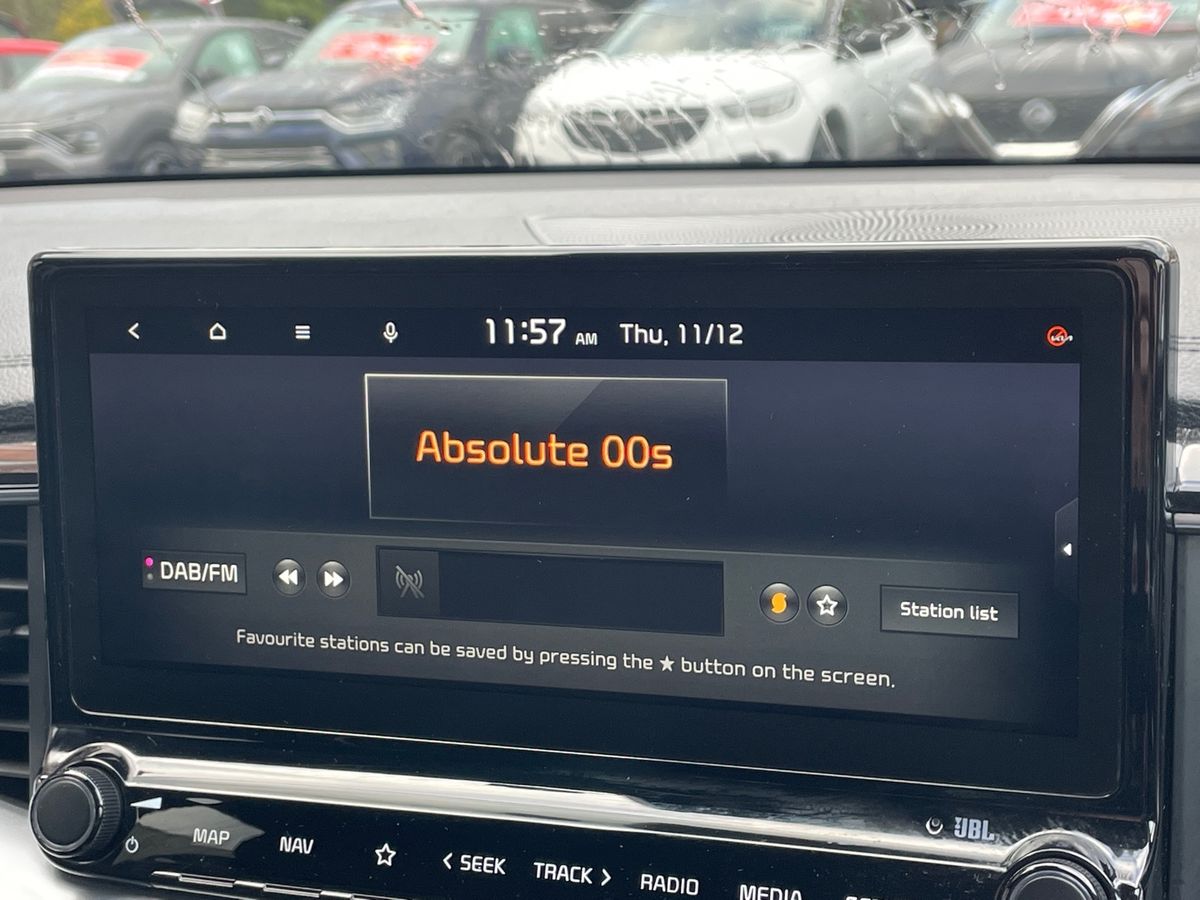 11:57 AM Thu, 11/12
Absolute 00s
DAB/FM
Station list
Favourite stations can be saved by pressing the ★ button on the screen.
JBL
MAP
NAV
< SEEK
TRACK >
RADIO
MEDIA